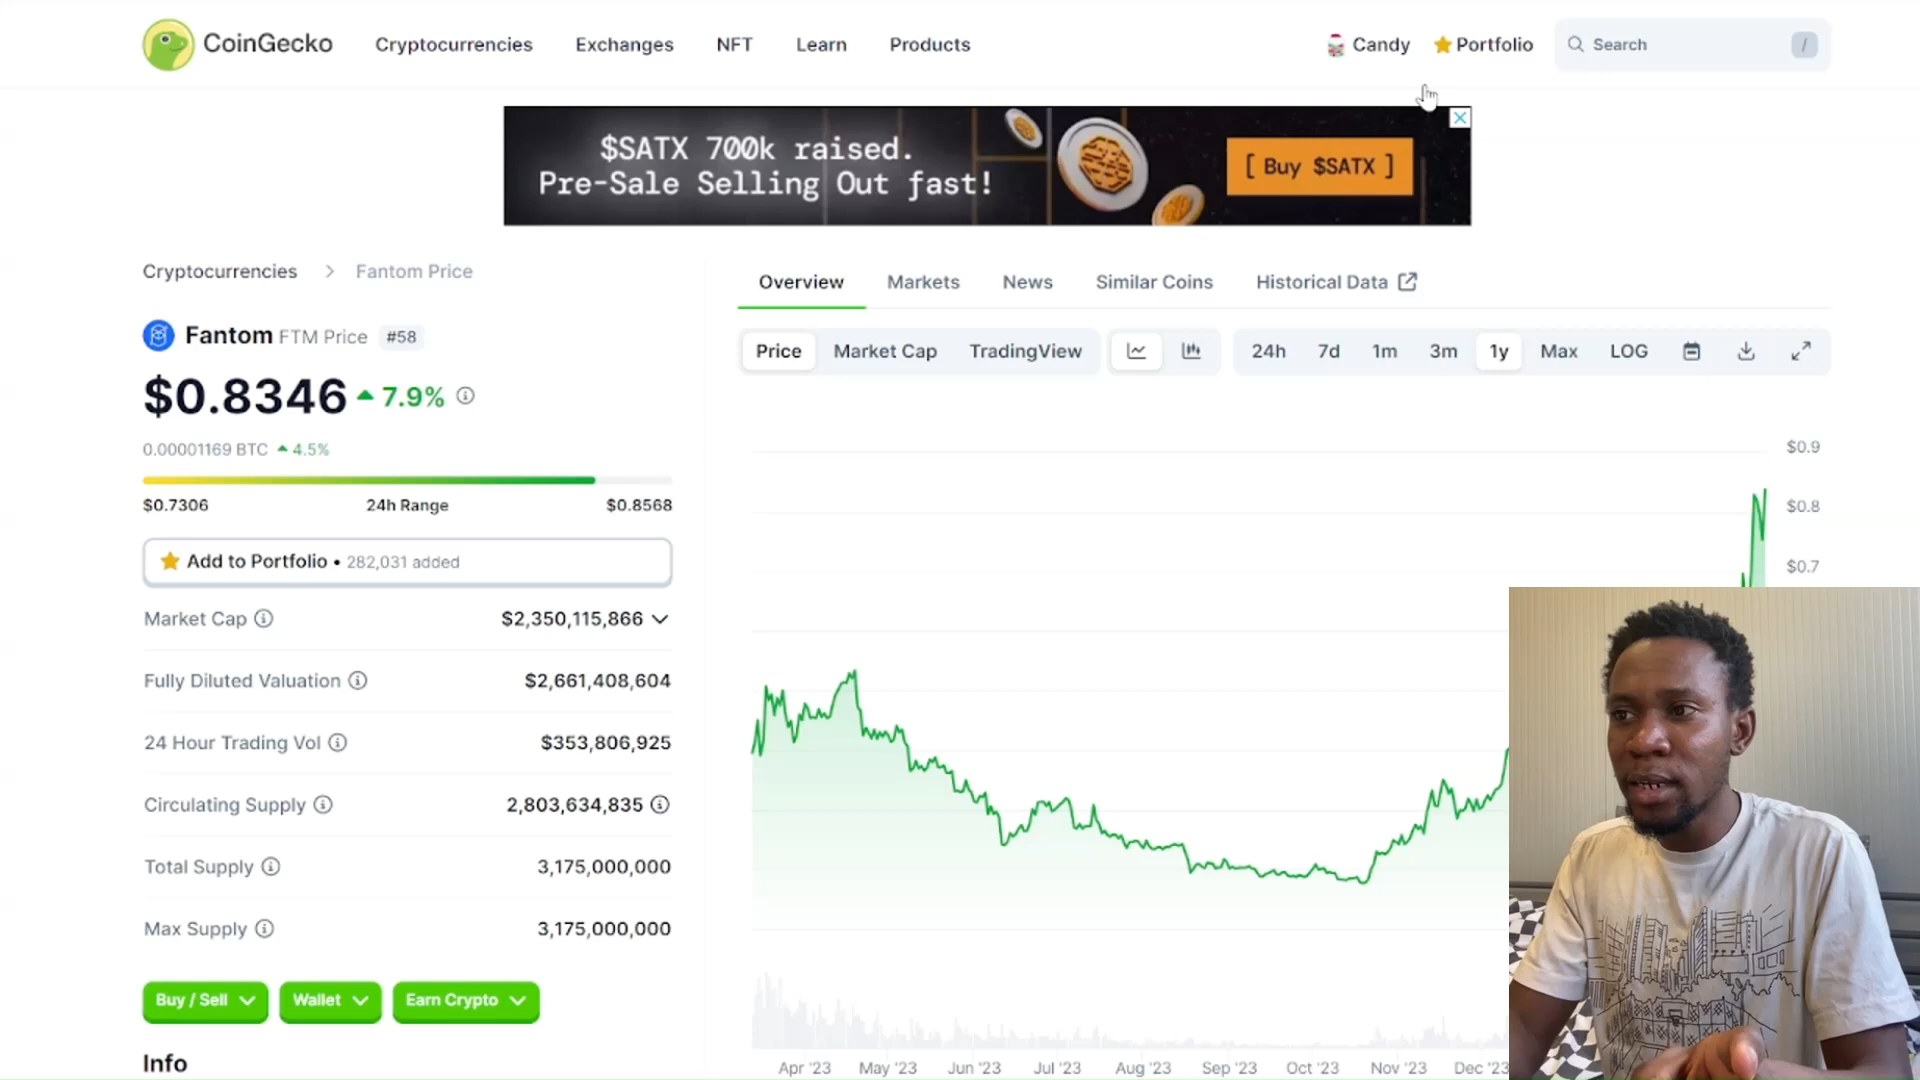 CoinGecko
Cryptocurrencies
Exchanges
NFT
Learn
Products
Candy
Portfolio
Search
/
$SATX 700k raised.
Pre-Sale Selling Out fast!
[ Buy $SATX ]
Cryptocurrencies > Fantom Price
Fantom FTM Price #58
$0.8346 7.9%
0.00001169 BTC 4.5%
$0.7306 24h Range $0.8568
Add to Portfolio • 282,031 added
Market Cap $2,350,115,866
Fully Diluted Valuation $2,661,408,604
24 Hour Trading Vol $353,806,925
Circulating Supply 2,803,634,835
Total Supply 3,175,000,000
Max Supply 3,175,000,000
Buy / Sell
Wallet
Earn Crypto
Info
Overview
Markets
News
Similar Coins
Historical Data
Price
Market Cap
TradingView
24h
7d
1m
3m
1y
Max
LOG
$0.9
$0.8
$0.7
Apr '23
May '23
Jun '23
Jul '23
Aug '23
Sep '23
Oct '23
Nov '23
Dec '23